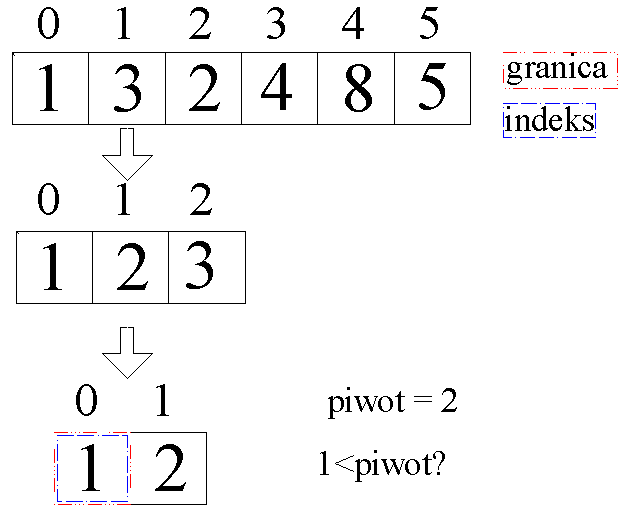 0 1 2 3 4 5
1 3 2 4 8 5
granica
indeks
0 1 2
1 2 3
0 1
1 2
piwot = 2
1<piwot?